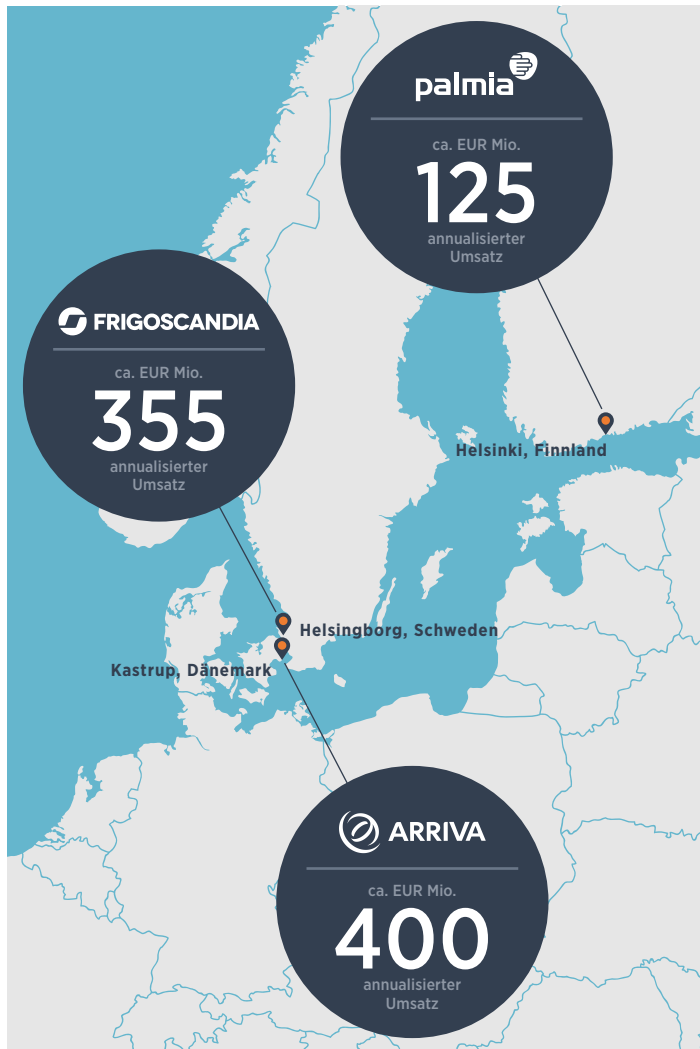 palmia
ca. EUR Mio.
125
annualisierter
Umsatz
FRIGOSCANDIA
ca. EUR Mio.
355
annualisierter
Umsatz
Helsinki, Finnland
Helsingborg, Schweden
Kastrup, Dänemark
ARRIVA
ca. EUR Mio.
400
annualisierter
Umsatz